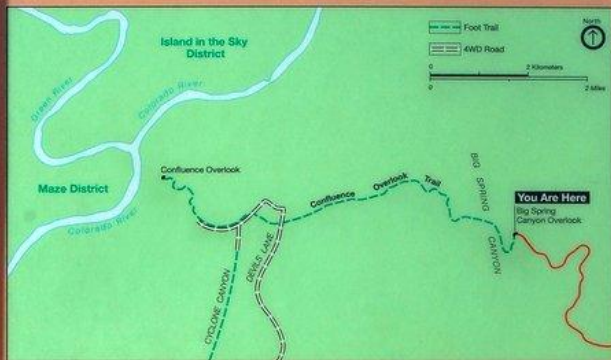 Island in the Sky
District
Foot Trail
4WD Road
North
0
2 Kilometers
0
2 Miles
Green River
Colorado River
Maze District
Colorado River
Confluence Overlook
Confluence Overlook Trail
BIG SPRING CANYON
You Are Here
Big Spring
Canyon Overlook
CYCLONE CANYON
DEVILS LANE